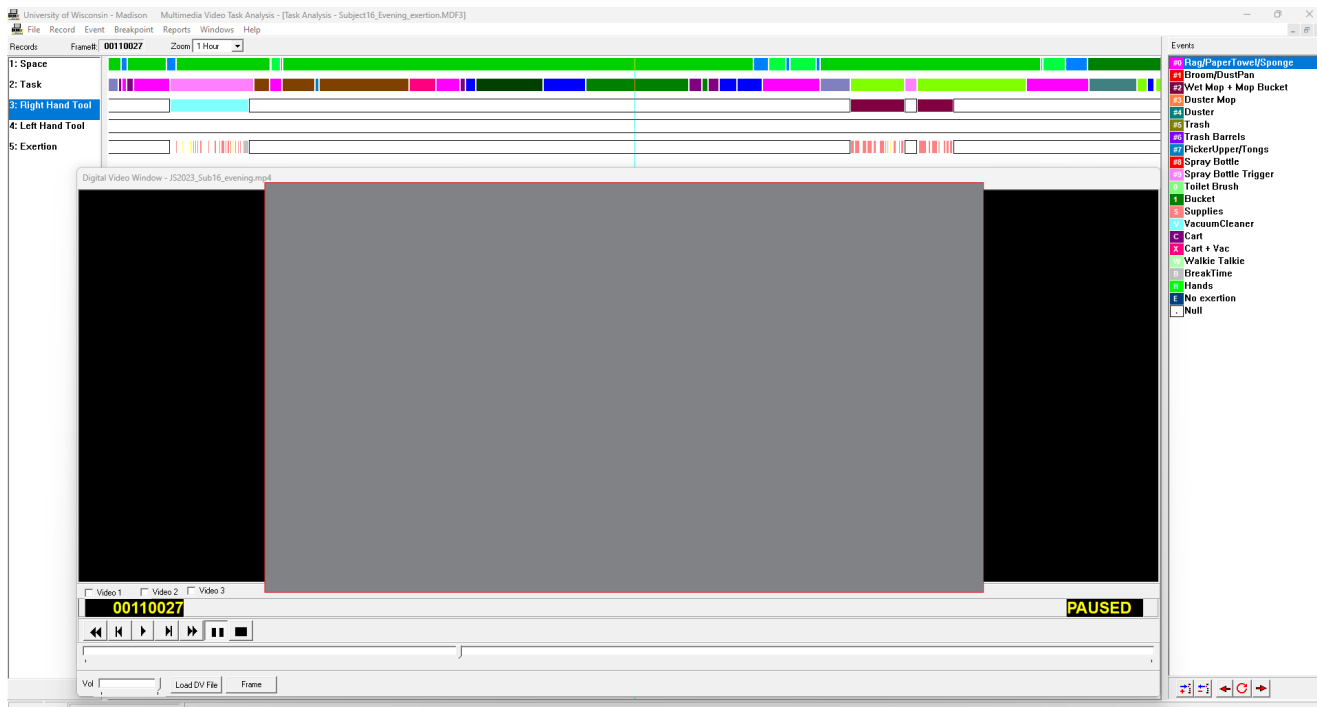 University of Wisconsin - Madison Multimedia Video Task Analysis - [Task Analysis - Subject16_Evening_exertion.MDF3]
File Record Event Breakpoint Reports Windows Help
Records Frame#: 00110027 Zoom 1 Hour
Events
1: Space
2: Task
3: Right Hand Tool
4: Left Hand Tool
5: Exertion
#0 Rag/PaperTowel/Sponge
#1 Broom/DustPan
#2 Wet Mop + Mop Bucket
#3 Duster Mop
#4 Duster
#5 Trash
#6 Trash Barrels
#7 PickerUpper/Tongs
#8 Spray Bottle
#9 Spray Bottle Trigger
Toilet Brush
1 Bucket
S Supplies
VacuumCleaner
C Cart
X Cart + Vac
Walkie Talkie
BreakTime
H Hands
E No exertion
. Null
Digital Video Window - JS2023_Sub16_evening.mp4
Video 1 Video 2 Video 3
00110027 PAUSED
Vol Load DV File Frame